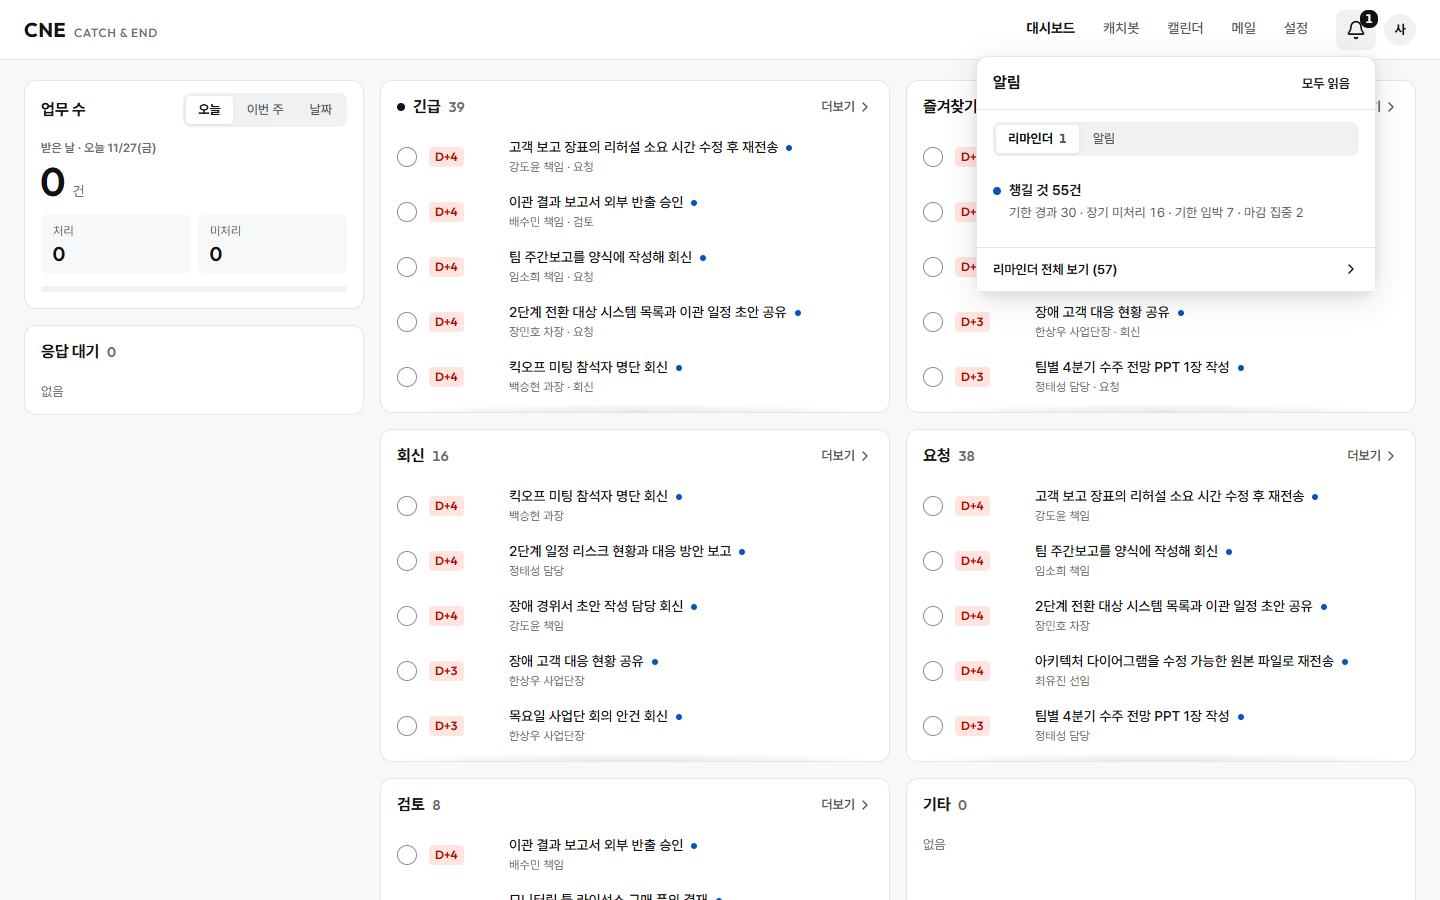 CNE CATCH & END
대시보드 캐치봇 캘린더 메일 설정 1 사
업무 수 오늘 이번 주 날짜
받은 날 · 오늘 11/27(금)
0 건
처리 미처리
0 0
응답 대기 0
없음
긴급 39 더보기
D+4 고객 보고 장표의 리허설 소요 시간 수정 후 재전송
강도윤 책임 · 요청
D+4 이관 결과 보고서 외부 반출 승인
배수민 책임 · 검토
D+4 팀 주간보고를 양식에 작성해 회신
임소희 책임 · 요청
D+4 2단계 전환 대상 시스템 목록과 이관 일정 초안 공유
장민호 차장 · 요청
D+4 킥오프 미팅 참석자 명단 회신
백승현 과장 · 회신
즐겨찾기
D+3 장애 고객 대응 현황 공유
한상우 사업단장 · 회신
D+3 팀별 4분기 수주 전망 PPT 1장 작성
정태성 담당 · 요청
알림 모두 읽음
리마인더 1 알림
챙길 것 55건
기한 경과 30 · 장기 미처리 16 · 기한 임박 7 · 마감 집중 2
리마인더 전체 보기 (57)
회신 16 더보기
D+4 킥오프 미팅 참석자 명단 회신
백승현 과장
D+4 2단계 일정 리스크 현황과 대응 방안 보고
정태성 담당
D+4 장애 경위서 초안 작성 담당 회신
강도윤 책임
D+3 장애 고객 대응 현황 공유
한상우 사업단장
D+3 목요일 사업단 회의 안건 회신
한상우 사업단장
요청 38 더보기
D+4 고객 보고 장표의 리허설 소요 시간 수정 후 재전송
강도윤 책임
D+4 팀 주간보고를 양식에 작성해 회신
임소희 책임
D+4 2단계 전환 대상 시스템 목록과 이관 일정 초안 공유
장민호 차장
D+4 아키텍처 다이어그램을 수정 가능한 원본 파일로 재전송
최유진 선임
D+3 팀별 4분기 수주 전망 PPT 1장 작성
정태성 담당
검토 8 더보기
D+4 이관 결과 보고서 외부 반출 승인
배수민 책임
모니터링 툴 라이선스 구매 품의 결재
기타 0
없음